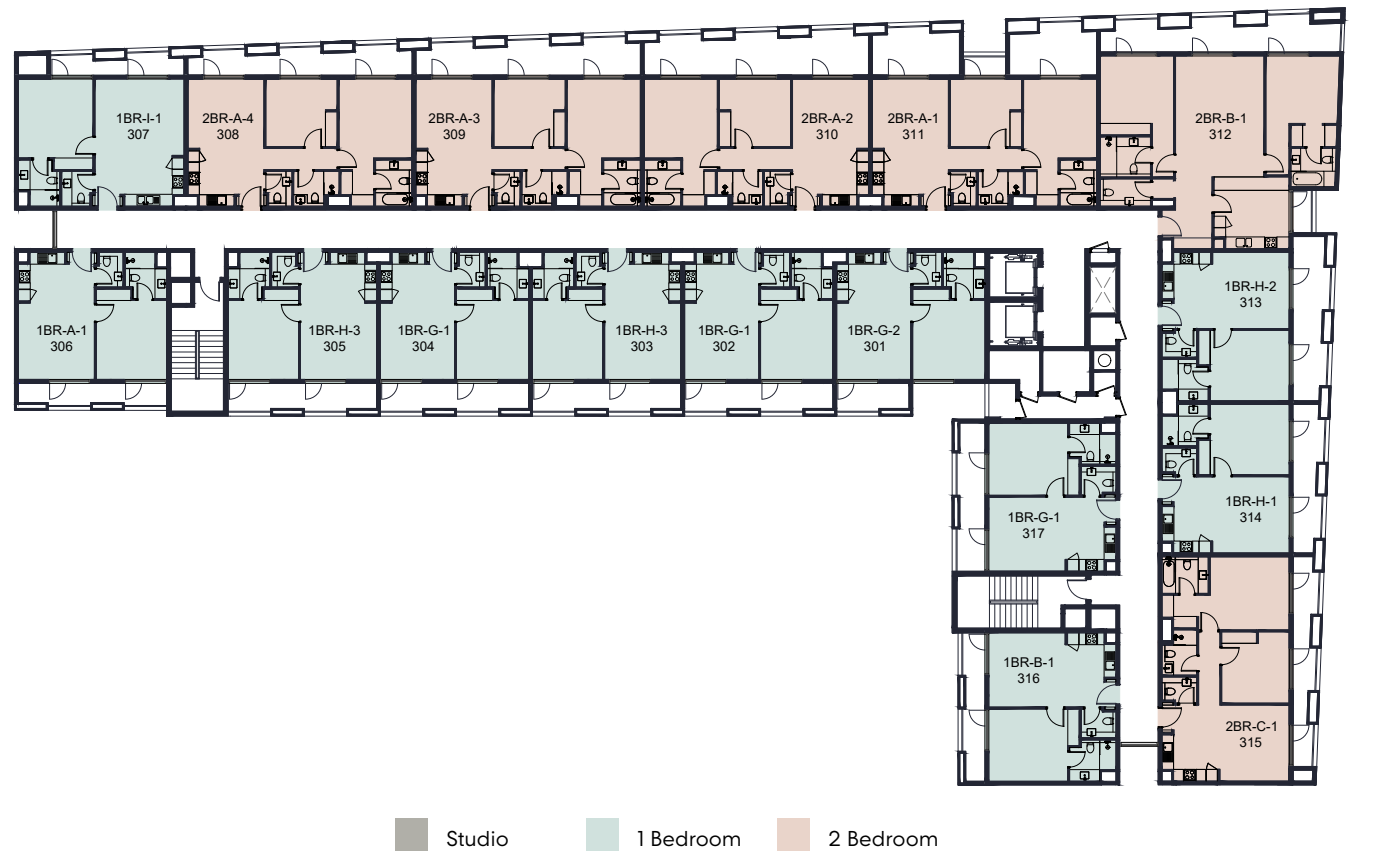 1BR-I-1
307
2BR-A-4
308
2BR-A-3
309
2BR-A-2
310
2BR-A-1
311
2BR-B-1
312
1BR-A-1
306
1BR-H-3
305
1BR-G-1
304
1BR-H-3
303
1BR-G-1
302
1BR-G-2
301
1BR-H-2
313
1BR-H-1
314
1BR-G-1
317
1BR-B-1
316
2BR-C-1
315
Studio
1 Bedroom
2 Bedroom